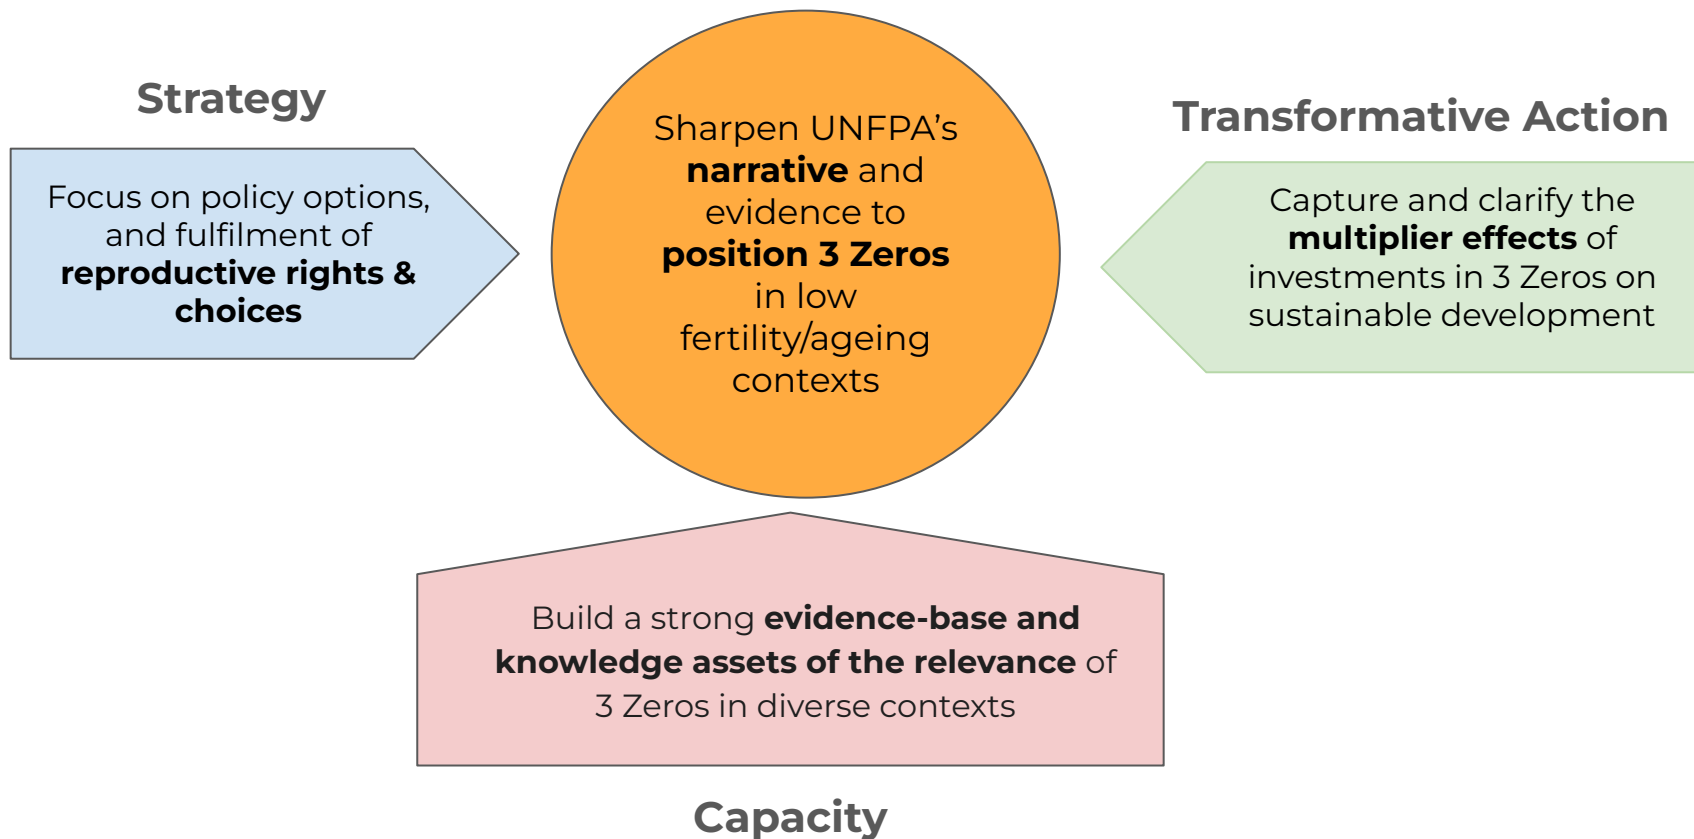 Strategy
Focus on policy options,
and fulfilment of
reproductive rights &
choices
Sharpen UNFPA’s
narrative and
evidence to
position 3 Zeros
in low
fertility/ageing
contexts
Transformative Action
Capture and clarify the
multiplier effects of
investments in 3 Zeros on
sustainable development
Build a strong evidence-base and
knowledge assets of the relevance of
3 Zeros in diverse contexts
Capacity